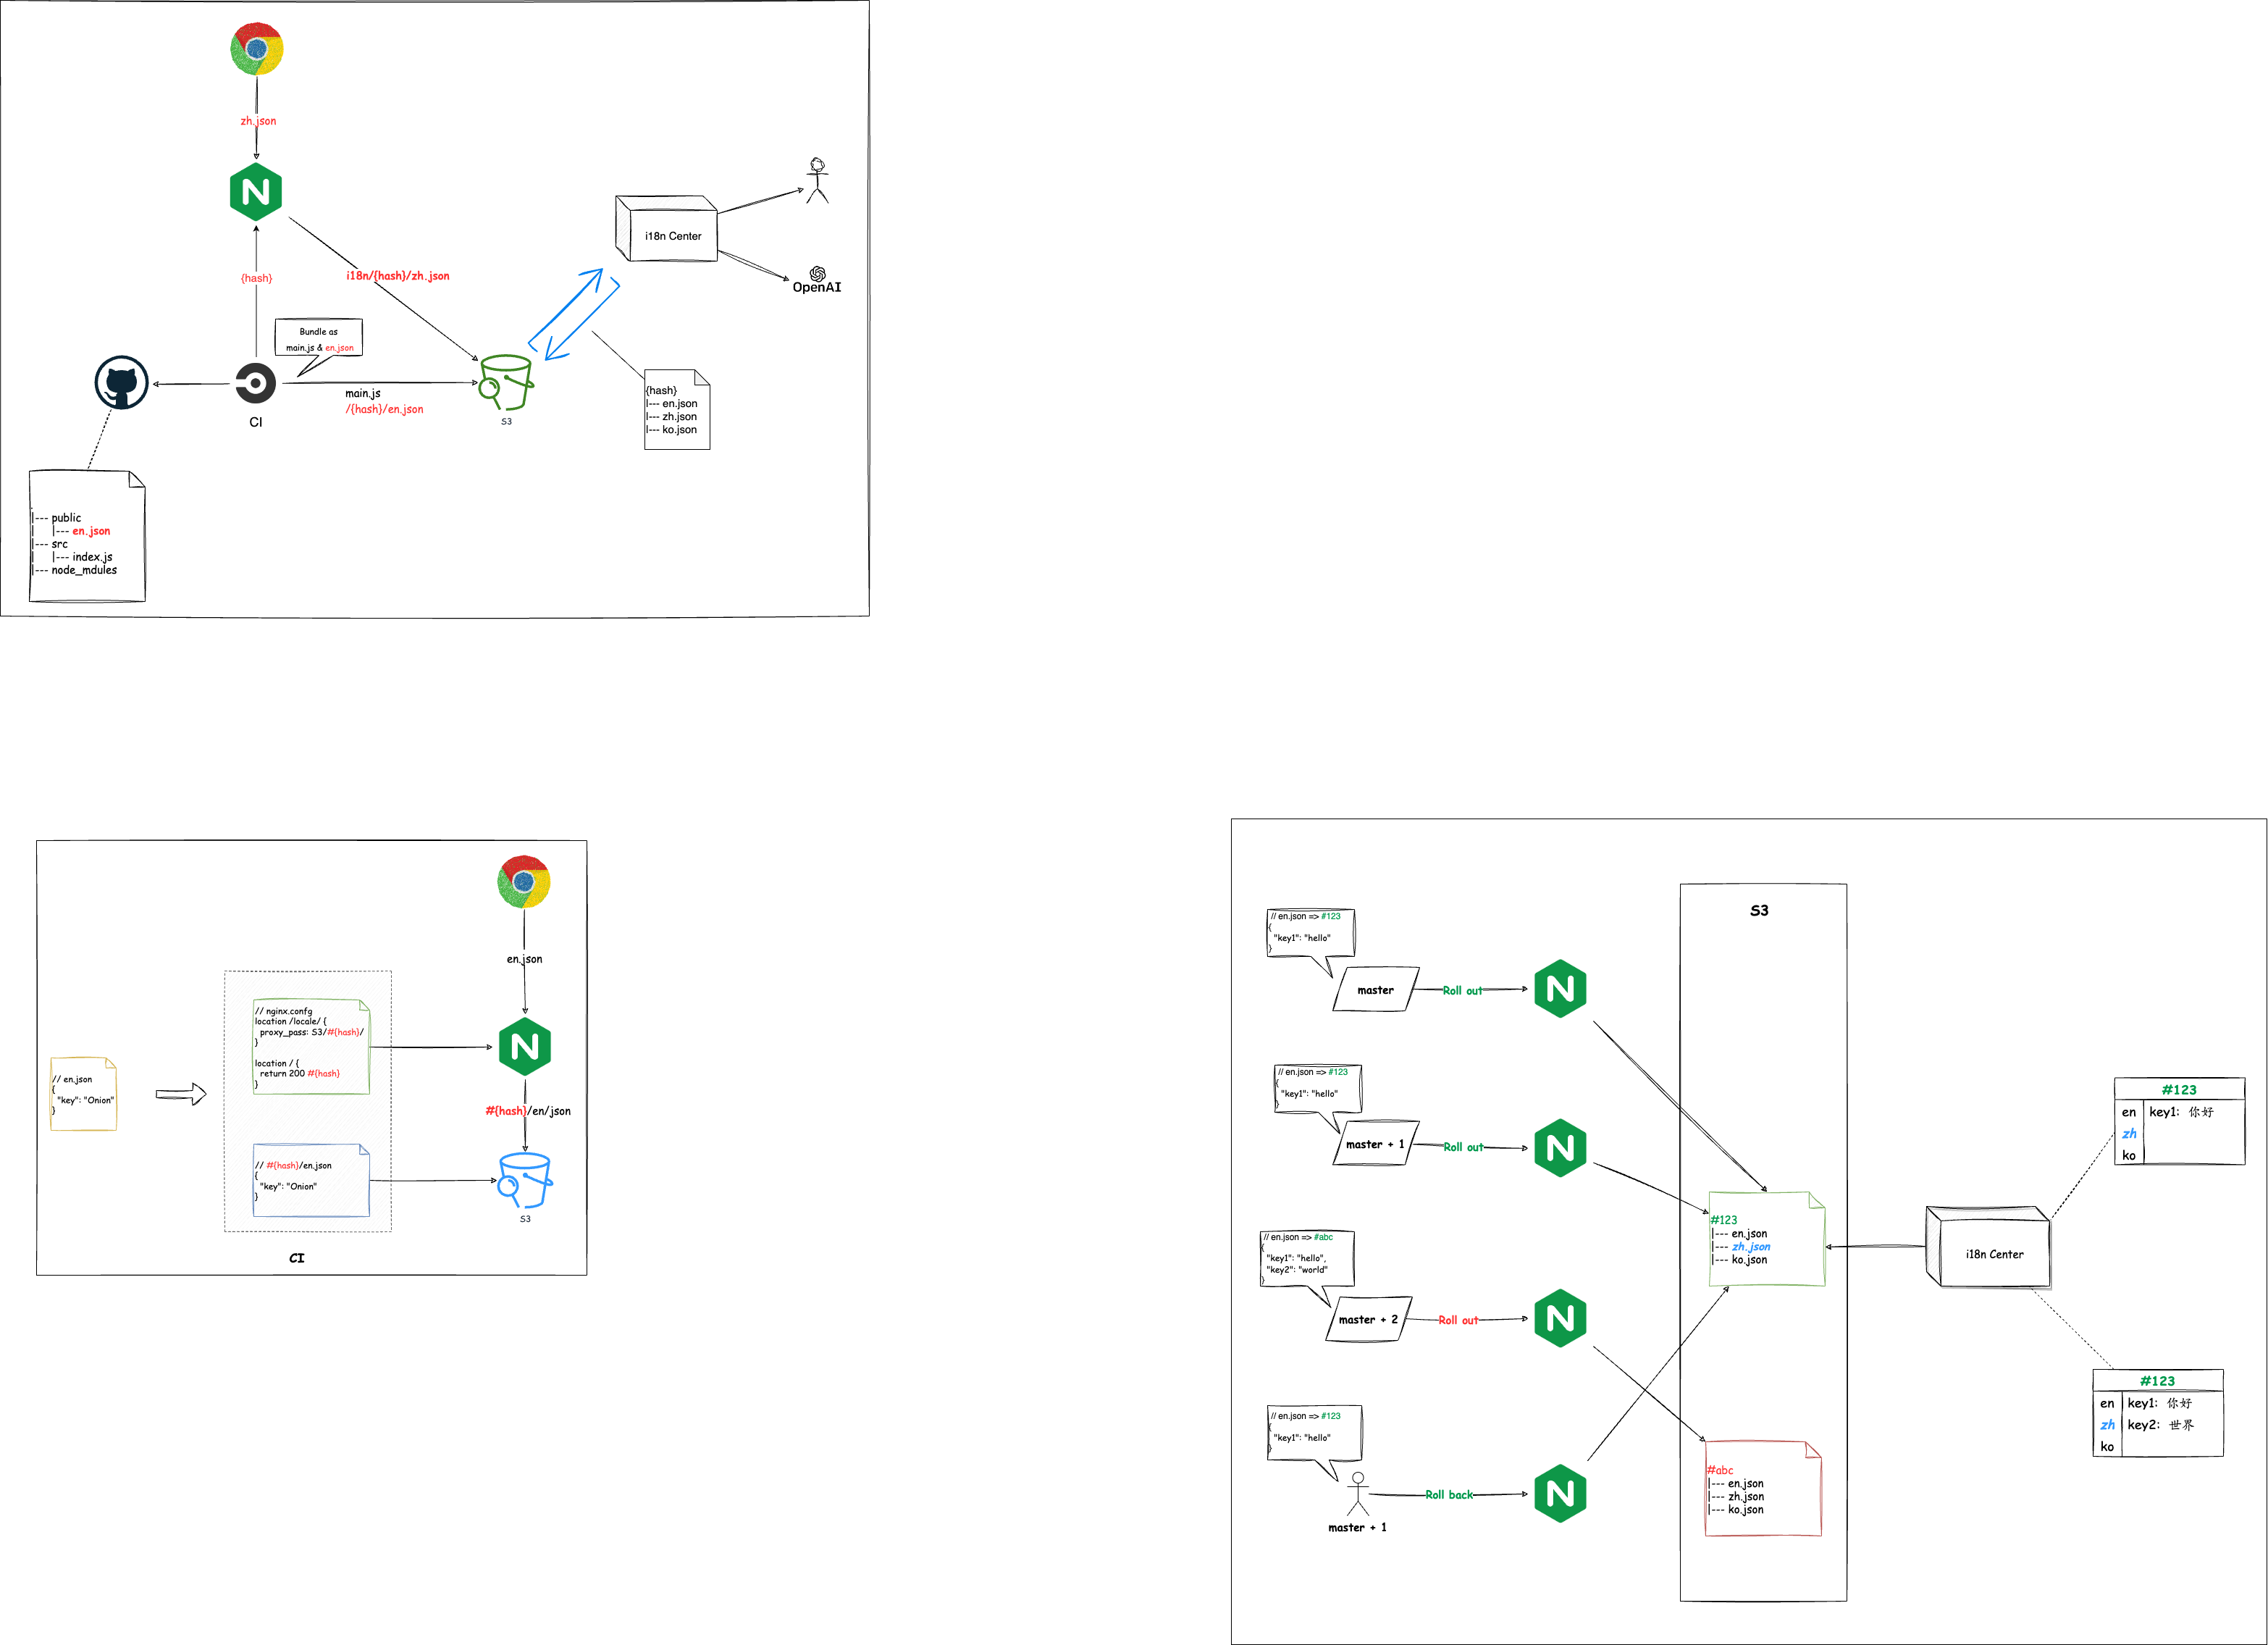 zh.json
i18n Center
{hash}
i18n/{hash}/zh.json
OpenAI
Bundle as
main.js & en.json
main.js
/{hash}/en.json
CI
S3
{hash}
|--- en.json
|--- zh.json
|--- ko.json
.
|--- public
|    |--- en.json
|--- src
|    |--- index.js
|--- node_mdules
en.json
// nginx.confg
location /locale/ {
  proxy_pass: S3/#{hash}/
}
location / {
  return 200 #{hash}
}
// en.json
{
  "key": "Onion"
}
#{hash}/en/json
// #{hash}/en.json
{
  "key": "Onion"
}
S3
CI
S3
// en.json => #123
{
  "key1": "hello"
}
master
Roll out
// en.json => #123
{
  "key1": "hello"
}
master + 1
Roll out
// en.json => #abc
{
  "key1": "hello",
  "key2": "world"
}
master + 2
Roll out
// en.json => #123
{
  "key1": "hello"
}
Roll back
master + 1
#123
|--- en.json
|--- zh.json
|--- ko.json
#abc
|--- en.json
|--- zh.json
|--- ko.json
i18n Center
#123
en key1: 你好
zh
ko
#123
en key1: 你好
zh key2: 世界
ko